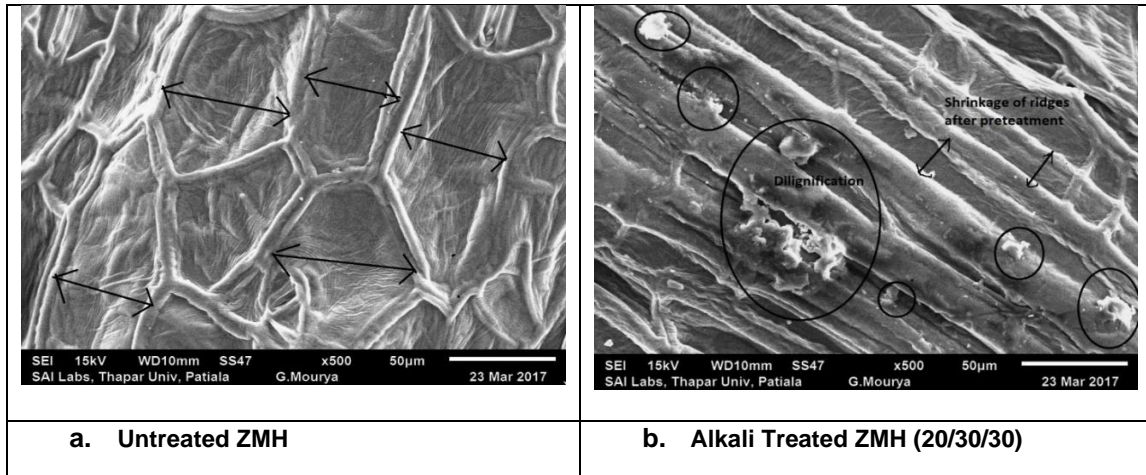 Shrinkage of ridges
after pretreatment
Dilignification
SEI 15kV WD10mm SS47 x500 50µm
SAI Labs, Thapar Univ, Patiala G.Mourya 23 Mar 2017
SEI 15kV WD10mm SS47 x500 50µm
SAI Labs, Thapar Univ, Patiala G.Mourya 23 Mar 2017
a. Untreated ZMH
b. Alkali Treated ZMH (20/30/30)